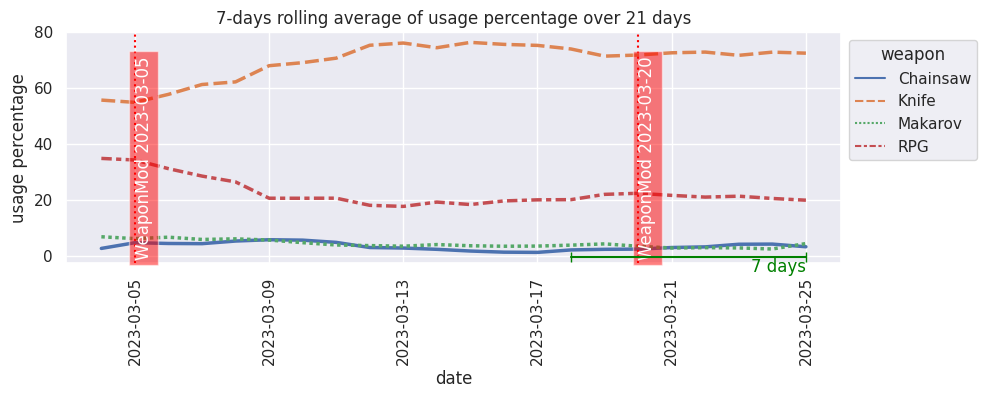 7-days rolling average of usage percentage over 21 days
usage percentage
80
60
40
20
0
WeaponMod 2023-03-05
WeaponMod 2023-03-20
7 days
2023-03-05
2023-03-09
2023-03-13
2023-03-17
2023-03-21
2023-03-25
date
weapon
Chainsaw
Knife
Makarov
RPG